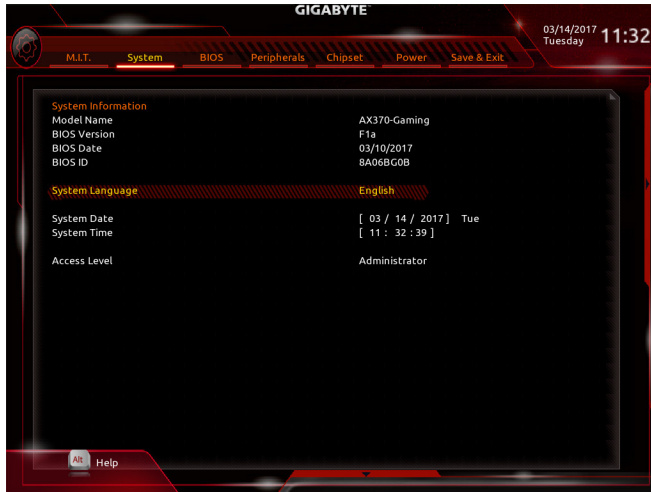 GIGABYTE™
03/14/2017
Tuesday 11:32
M.I.T. System BIOS Peripherals Chipset Power Save & Exit
System Information
Model Name AX370-Gaming
BIOS Version F1a
BIOS Date 03/10/2017
BIOS ID 8A06BG0B
System Language English
System Date [ 03 / 14 / 2017 ] Tue
System Time [ 11 : 32 : 39 ]
Access Level Administrator
Alt Help